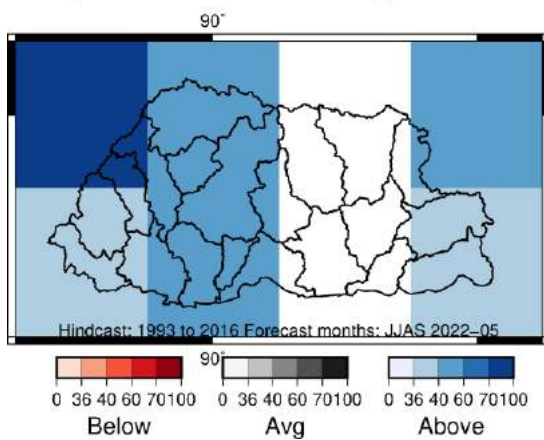 90°
Hindcast: 1993 to 2016 Forecast months: JJAS 2022-05
90°
0 36 40 60 70100 0 36 40 60 70100 0 36 40 60 70100
Below Avg Above